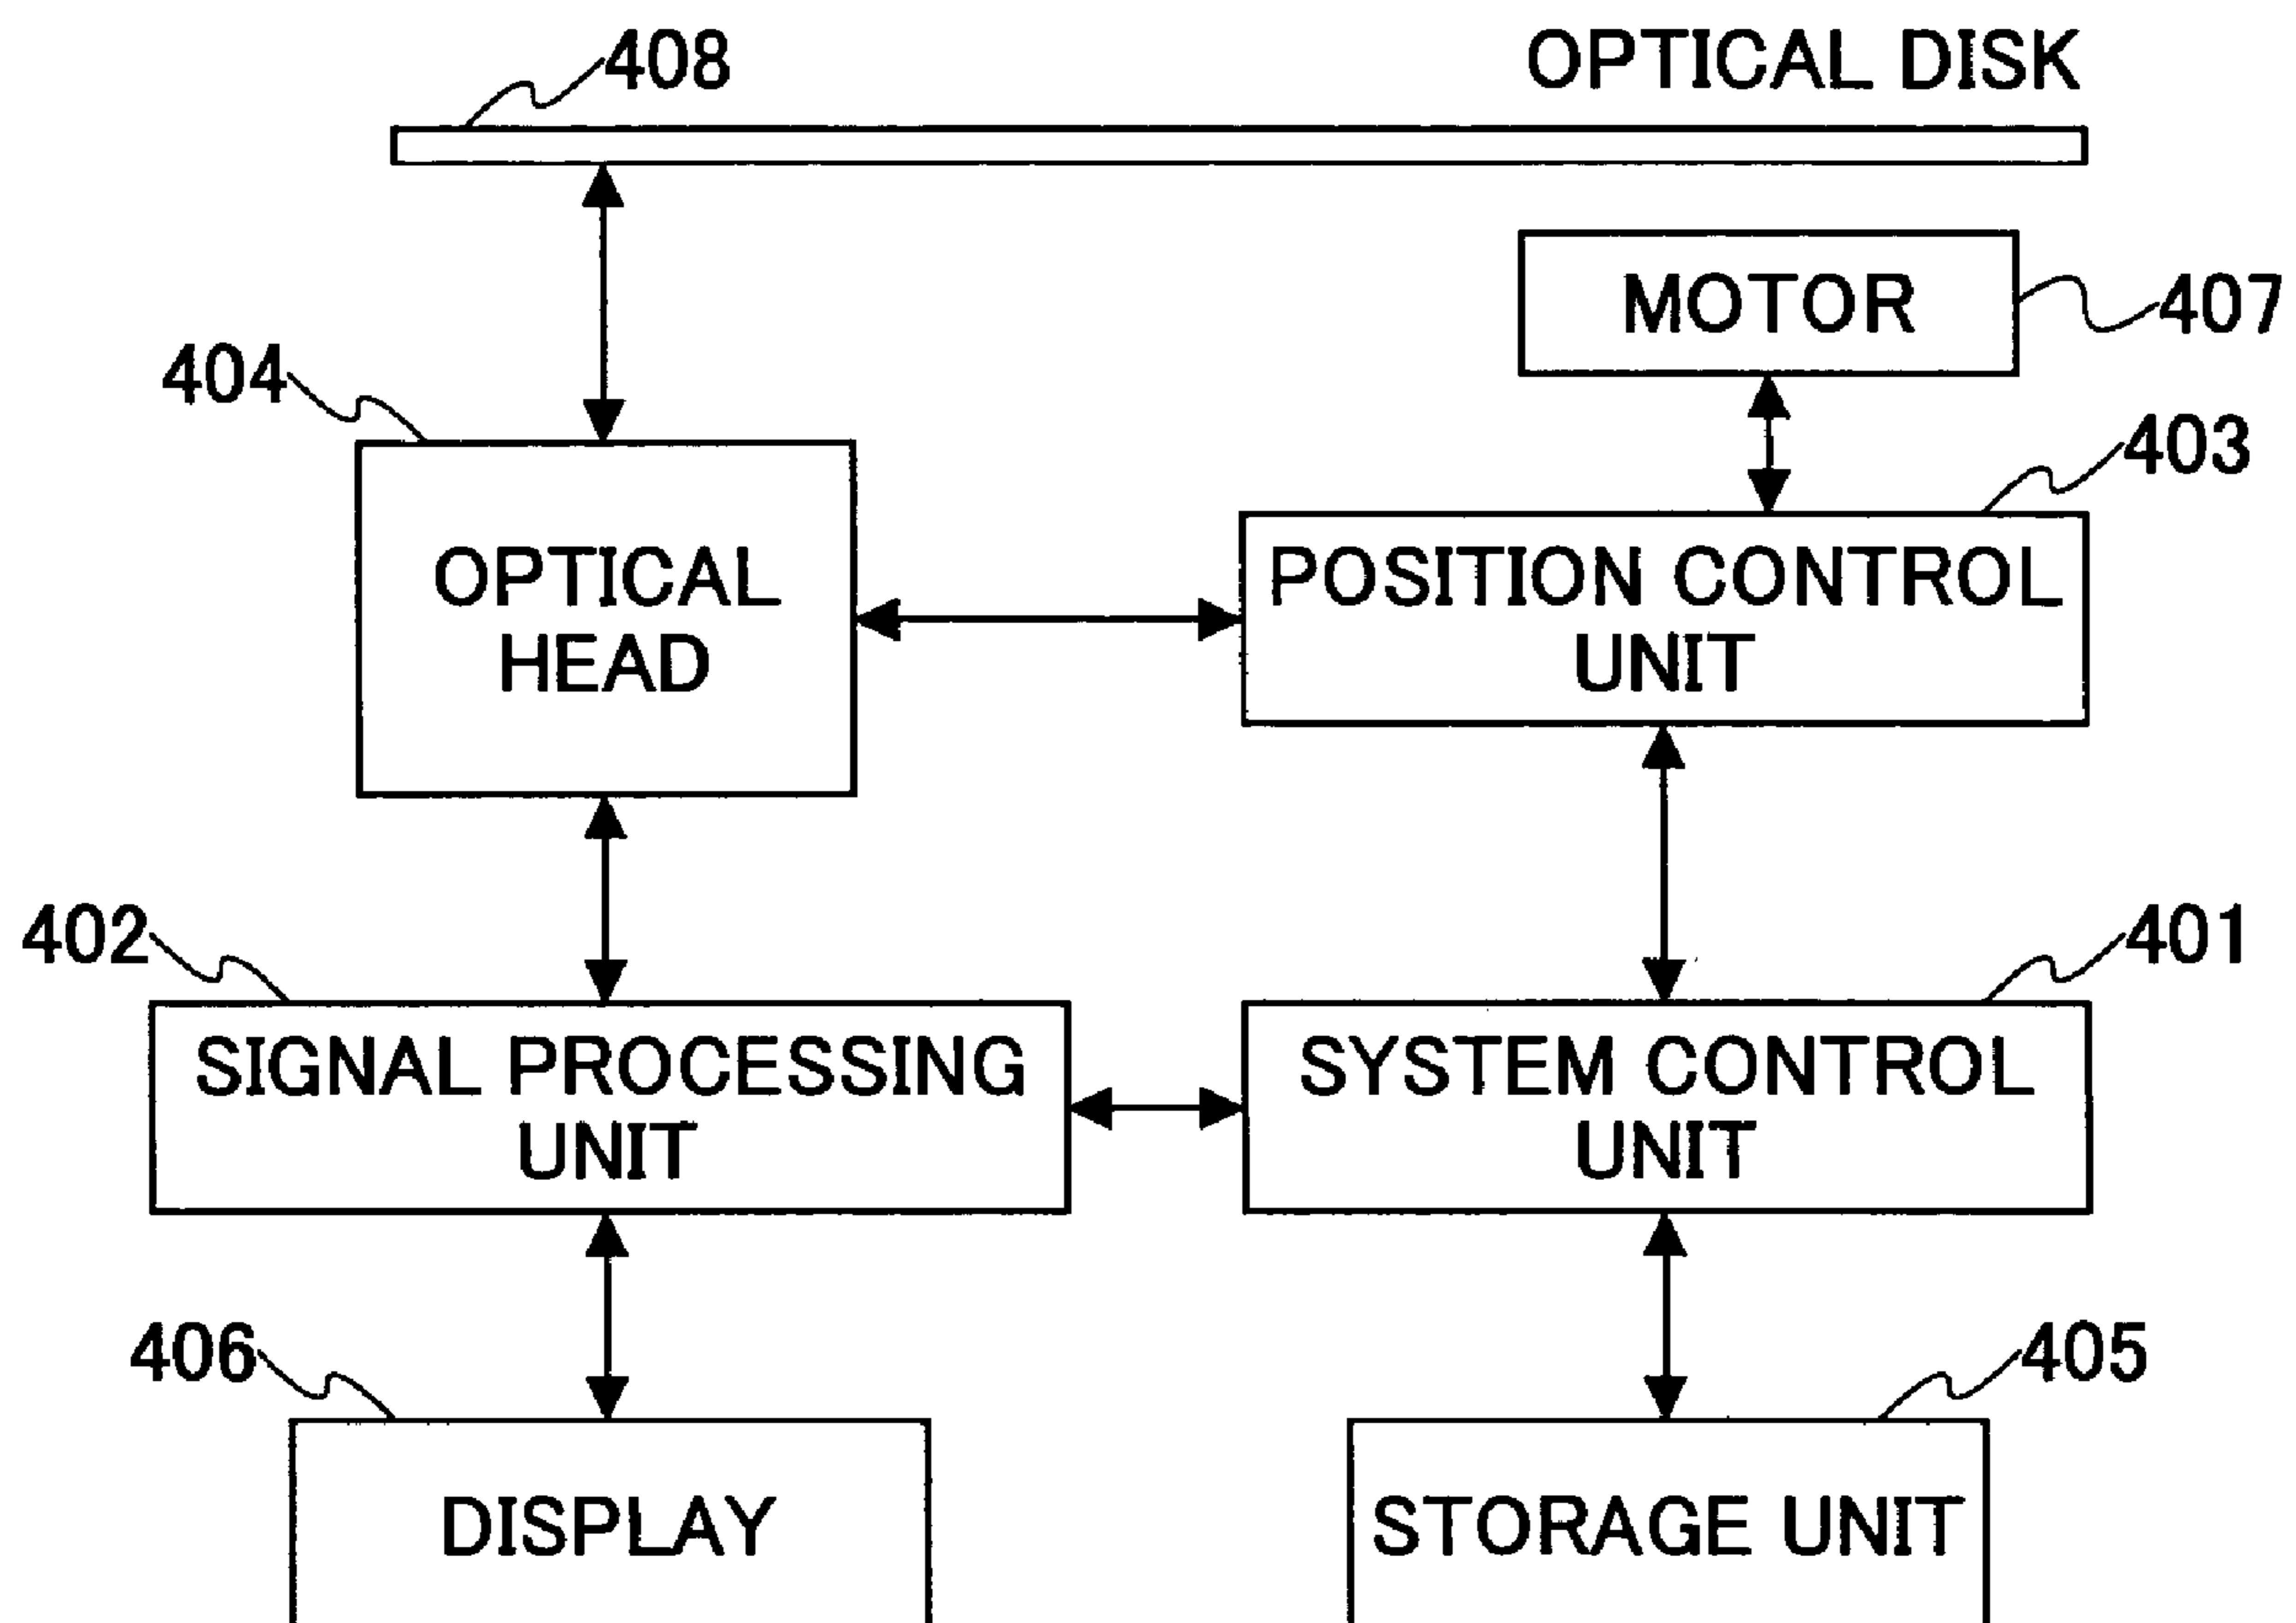 408
OPTICAL DISK
MOTOR
407
404
403
OPTICAL
HEAD
POSITION CONTROL
UNIT
402
401
SIGNAL PROCESSING
UNIT
SYSTEM CONTROL
UNIT
406
405
DISPLAY
STORAGE UNIT